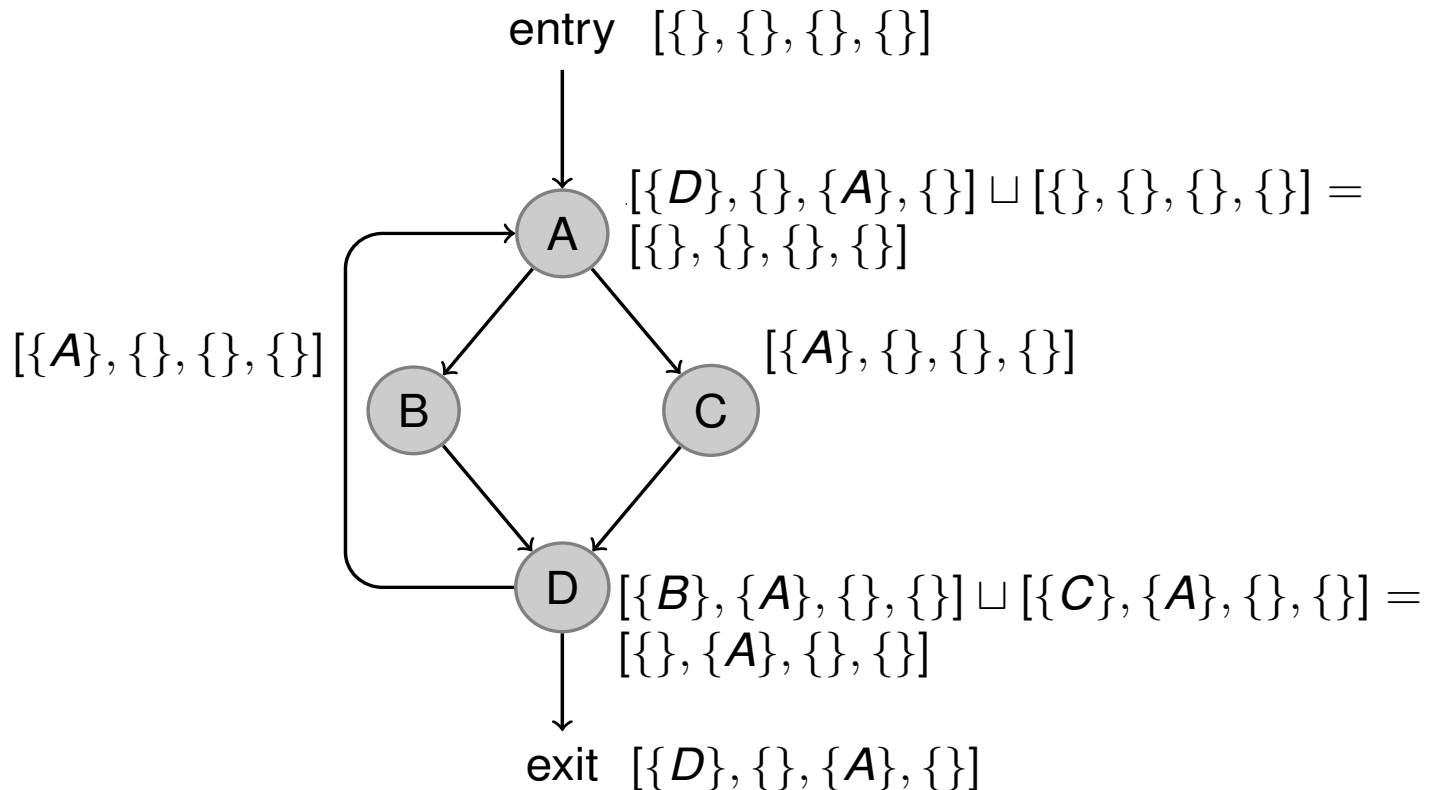 entry [{}, {}, {}, {}]
[{D}, {}, {A}, {}] ⊔ [{}, {}, {}, {}] =
A
[{}, {}, {}, {}]
[{A}, {}, {}, {}]
[{A}, {}, {}, {}]
B
C
D
[{B}, {A}, {}, {}] ⊔ [{C}, {A}, {}, {}] =
[{}, {A}, {}, {}]
exit [{D}, {}, {A}, {}]